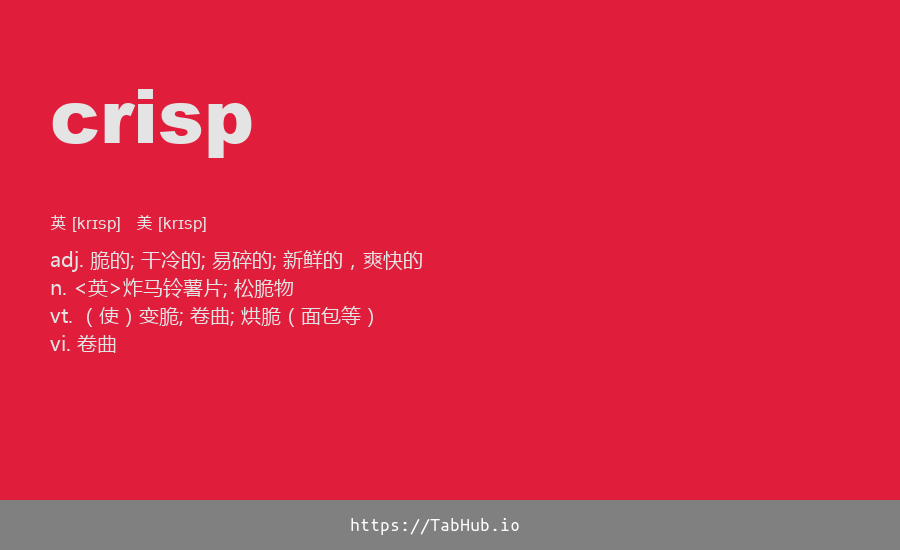 crisp
英 [krɪsp] 美 [krɪsp]
adj. 脆的; 干冷的; 易碎的; 新鲜的，爽快的
n. <英>炸马铃薯片; 松脆物
vt. （使）变脆; 卷曲; 烘脆（面包等）
vi. 卷曲
https://TabHub.io